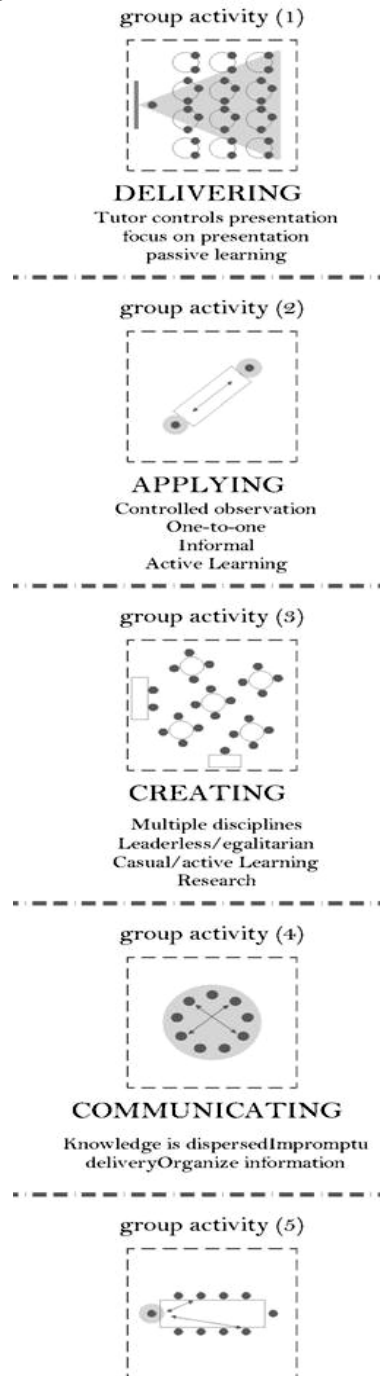 group activity (1)
DELIVERING
Tutor controls presentation
focus on presentation
passive learning
group activity (2)
APPLYING
Controlled observation
One-to-one
Informal
Active Learning
group activity (3)
CREATING
Multiple disciplines
Leaderless/egalitarian
Casual/active Learning
Research
group activity (4)
COMMUNICATING
Knowledge is dispersedImpromptu
deliveryOrganize information
group activity (5)